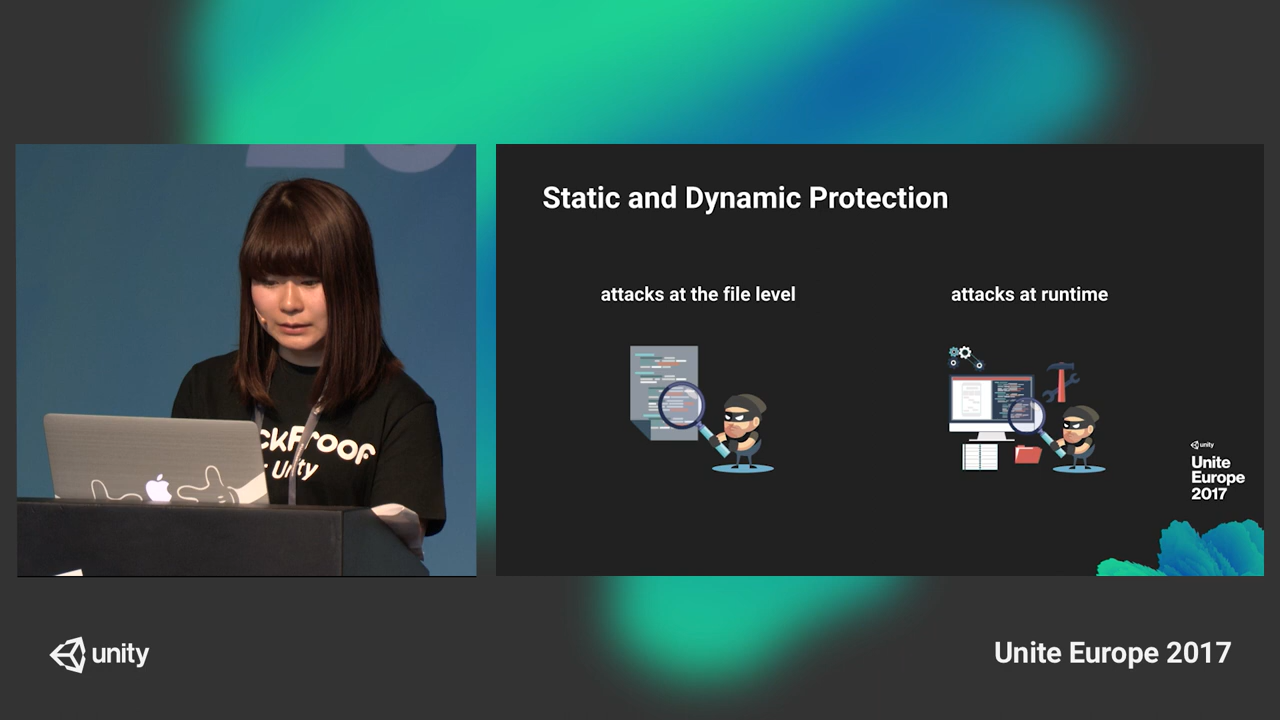 Static and Dynamic Protection
attacks at the file level
attacks at runtime
ckProof
Unity
unity
Unite
Europe
2017
unity
Unite Europe 2017